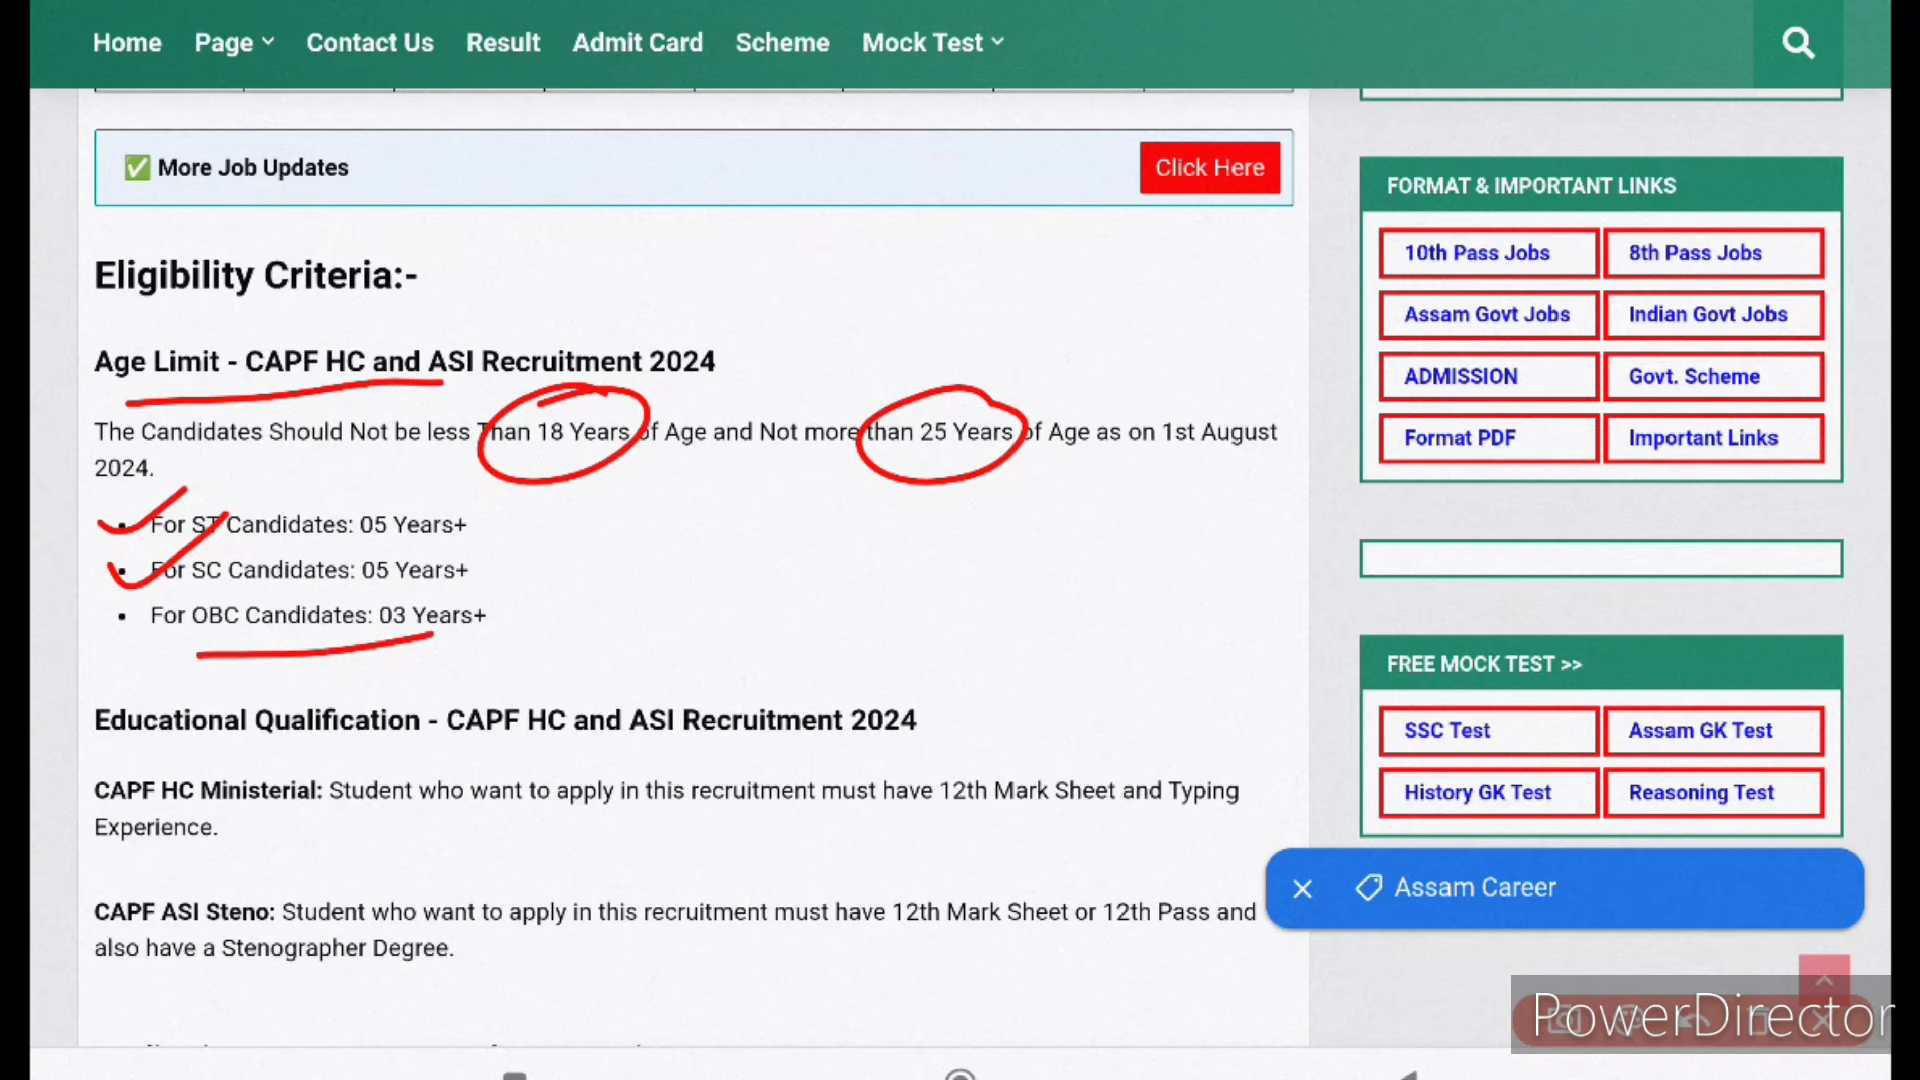 Home Page Contact Us Result Admit Card Scheme Mock Test
✅ More Job Updates
Click Here
Eligibility Criteria:-
Age Limit - CAPF HC and ASI Recruitment 2024
The Candidates Should Not be less Than 18 Years of Age and Not more than 25 Years of Age as on 1st August
2024.
• For ST Candidates: 05 Years+
• For SC Candidates: 05 Years+
• For OBC Candidates: 03 Years+
Educational Qualification - CAPF HC and ASI Recruitment 2024
CAPF HC Ministerial: Student who want to apply in this recruitment must have 12th Mark Sheet and Typing
Experience.
CAPF ASI Steno: Student who want to apply in this recruitment must have 12th Mark Sheet or 12th Pass and
also have a Stenographer Degree.
FORMAT & IMPORTANT LINKS
10th Pass Jobs 8th Pass Jobs
Assam Govt Jobs Indian Govt Jobs
ADMISSION Govt. Scheme
Format PDF Important Links
FREE MOCK TEST >>
SSC Test Assam GK Test
History GK Test Reasoning Test
Assam Career
PowerDirector